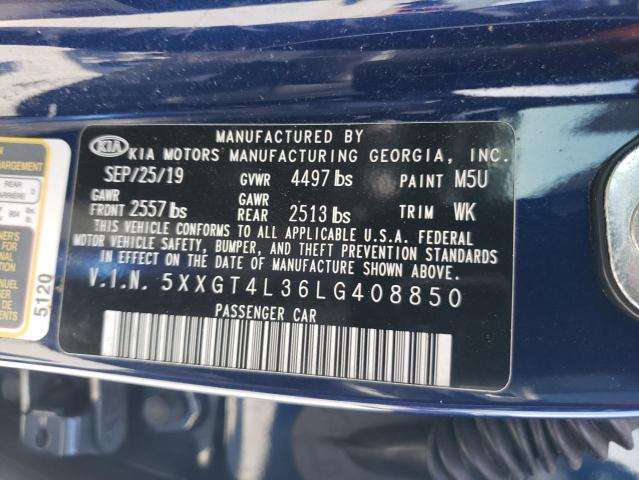 MANUFACTURED BY
KIA KIA MOTORS MANUFACTURING GEORGIA, INC.
SEP/25/19 GVWR 4497 lbs PAINT M5U
GAWR GAWR
FRONT 2557 lbs REAR 2513 lbs TRIM WK
THIS VEHICLE CONFORMS TO ALL APPLICABLE U.S.A. FEDERAL
MOTOR VEHICLE SAFETY, BUMPER, AND THEFT PREVENTION STANDARDS
IN EFFECT ON THE DATE OF MANUFACTURE SHOWN ABOVE.
V.I.N. 5XXGT4L36LG408850
PASSENGER CAR
REAR
5120